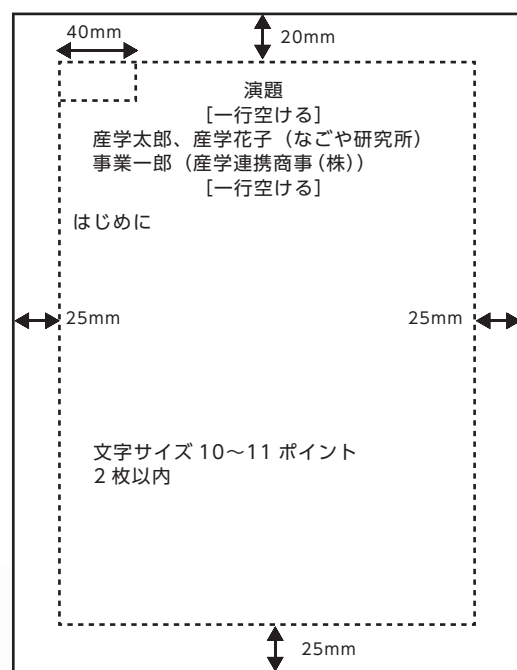 40mm
20mm
演題
[一行空ける]
産学太郎、産学花子（なごや研究所）
事業一郎（産学連携商事(株)）
[一行空ける]
はじめに
25mm
25mm
文字サイズ 10～11 ポイント
2 枚以内
25mm